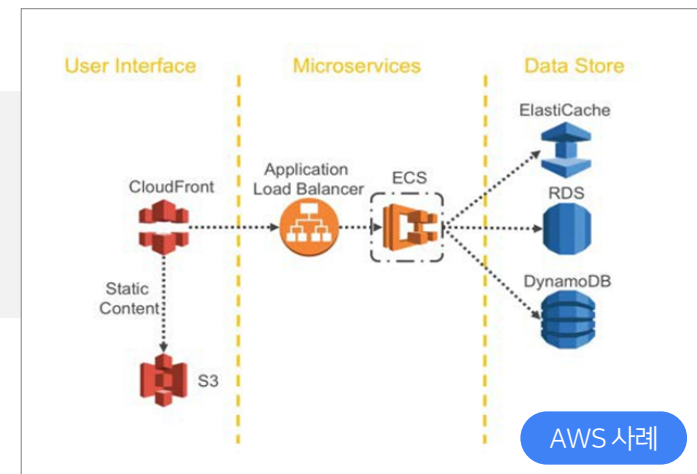 User Interface
Microservices
Data Store
CloudFront
Static
Content
S3
Application
Load Balancer
ECS
ElastiCache
RDS
DynamoDB
AWS 사례